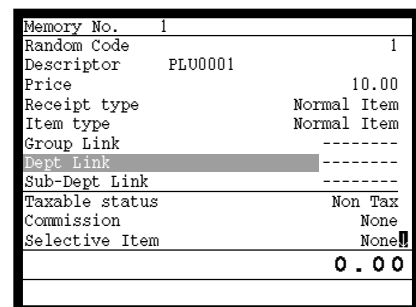 Memory No. 1
Random Code 1
Descriptor PLU0001
Price 10.00
Receipt type Normal Item
Item type Normal Item
Group Link --------
Dept Link --------
Sub-Dept Link --------
Taxable status Non Tax
Commission None
Selective Item None
0.00